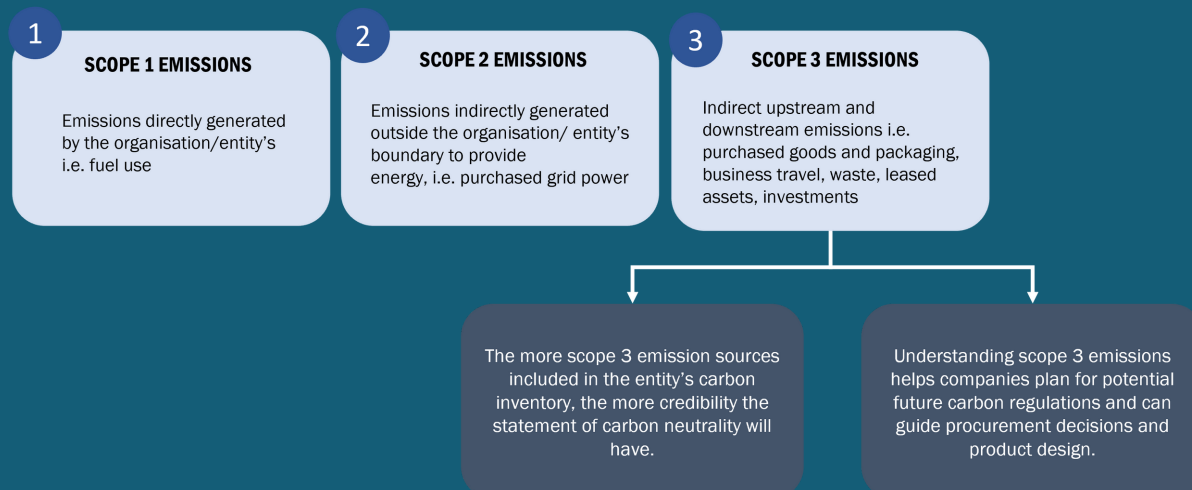 1
SCOPE 1 EMISSIONS
Emissions directly generated
by the organisation/entity's
i.e. fuel use
2
SCOPE 2 EMISSIONS
Emissions indirectly generated
outside the organisation/ entity's
boundary to provide
energy, i.e. purchased grid power
3
SCOPE 3 EMISSIONS
Indirect upstream and
downstream emissions i.e.
purchased goods and packaging,
business travel, waste, leased
assets, investments
The more scope 3 emission sources
included in the entity's carbon
inventory, the more credibility the
statement of carbon neutrality will
have.
Understanding scope 3 emissions
helps companies plan for potential
future carbon regulations and can
guide procurement decisions and
product design.